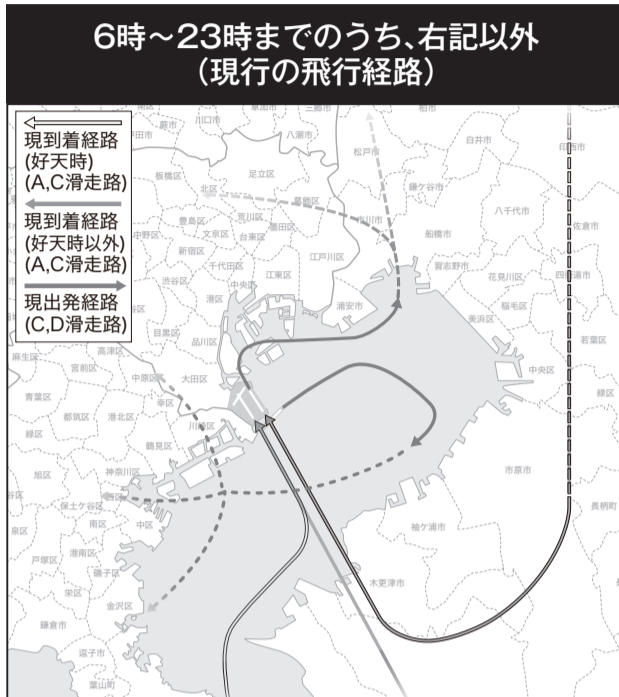 6時〜23時までのうち、右記以外
(現行の飛行経路)
現到着経路
(好天時)
(A,C滑走路)
現到着経路
(好天時以外)
(A,C滑走路)
現出発経路
(C,D滑走路)
川口市
三郷市
柏市
戸田市
八潮市
松戸市
白井市
印西市
板橋区
足立区
北区
葛飾区
鎌ケ谷市
市川市
八千代市
豊島区
荒川区
墨田区
中野区
文京区
台東区
船橋市
佐倉市
新宿区
江戸川区
習志野市
千代田区
江東区
花見川区
四街道市
渋谷区
中央区
港区
浦安市
稲毛区
美浜区
目黒区
品川区
若葉区
麻生区
高津区
宮前区
中原区
大田区
中央区
青葉区
幸区
緑区
都筑区
港北区
川崎区
緑区
鶴見区
旭区
神奈川区
市原市
西区
保土ケ谷区
長柄町
泉区
南区
中区
袖ケ浦市
戸塚区
港南区
磯子区
木更津市
栄区
金沢区
鎌倉市
逗子市
葉山町